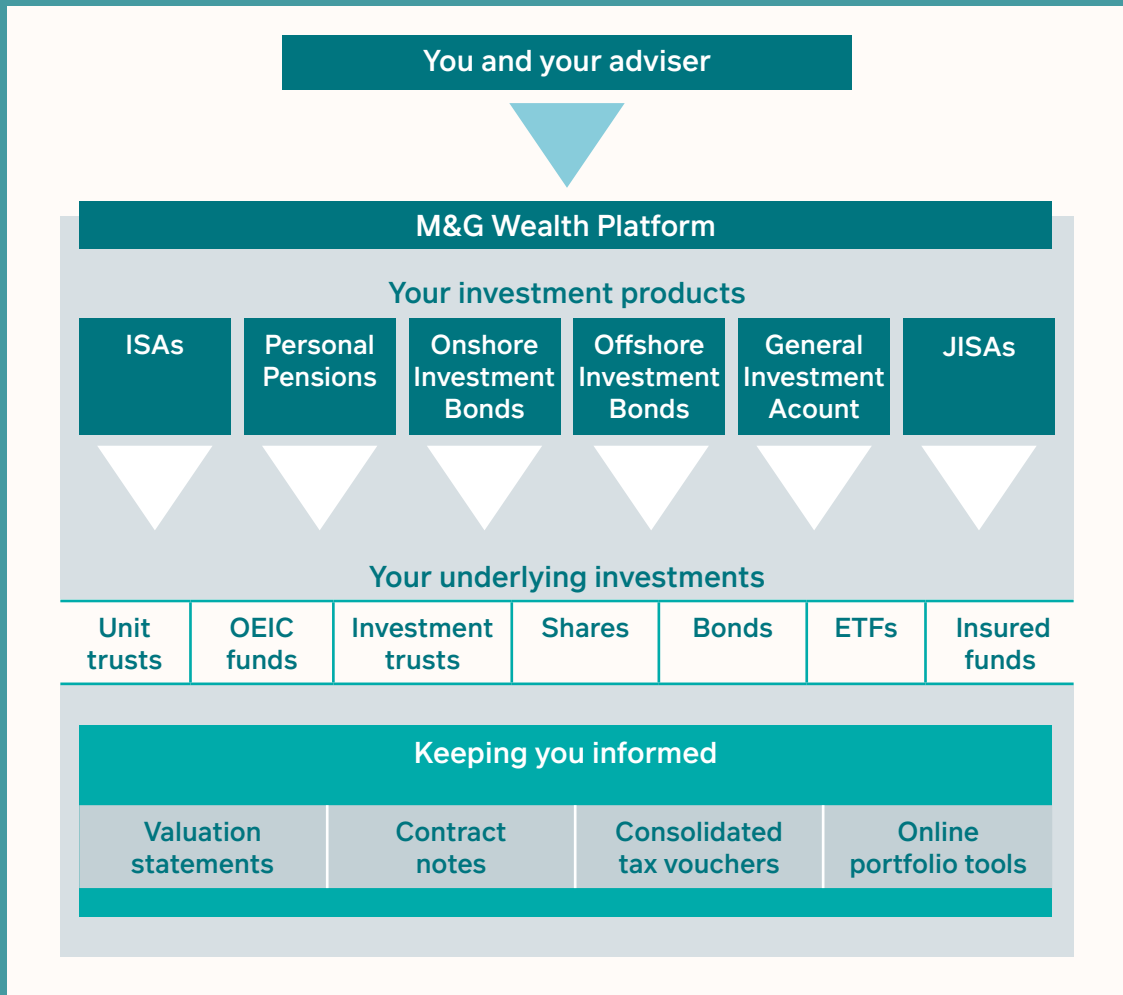 You and your adviser
M&G Wealth Platform
Your investment products
ISAs
Personal
Pensions
Onshore
Investment
Bonds
Offshore
Investment
Bonds
General
Investment
Acount
JISAs
Your underlying investments
Unit
trusts
OEIC
funds
Investment
trusts
Shares
Bonds
ETFs
Insured
funds
Keeping you informed
Valuation
statements
Contract
notes
Consolidated
tax vouchers
Online
portfolio tools